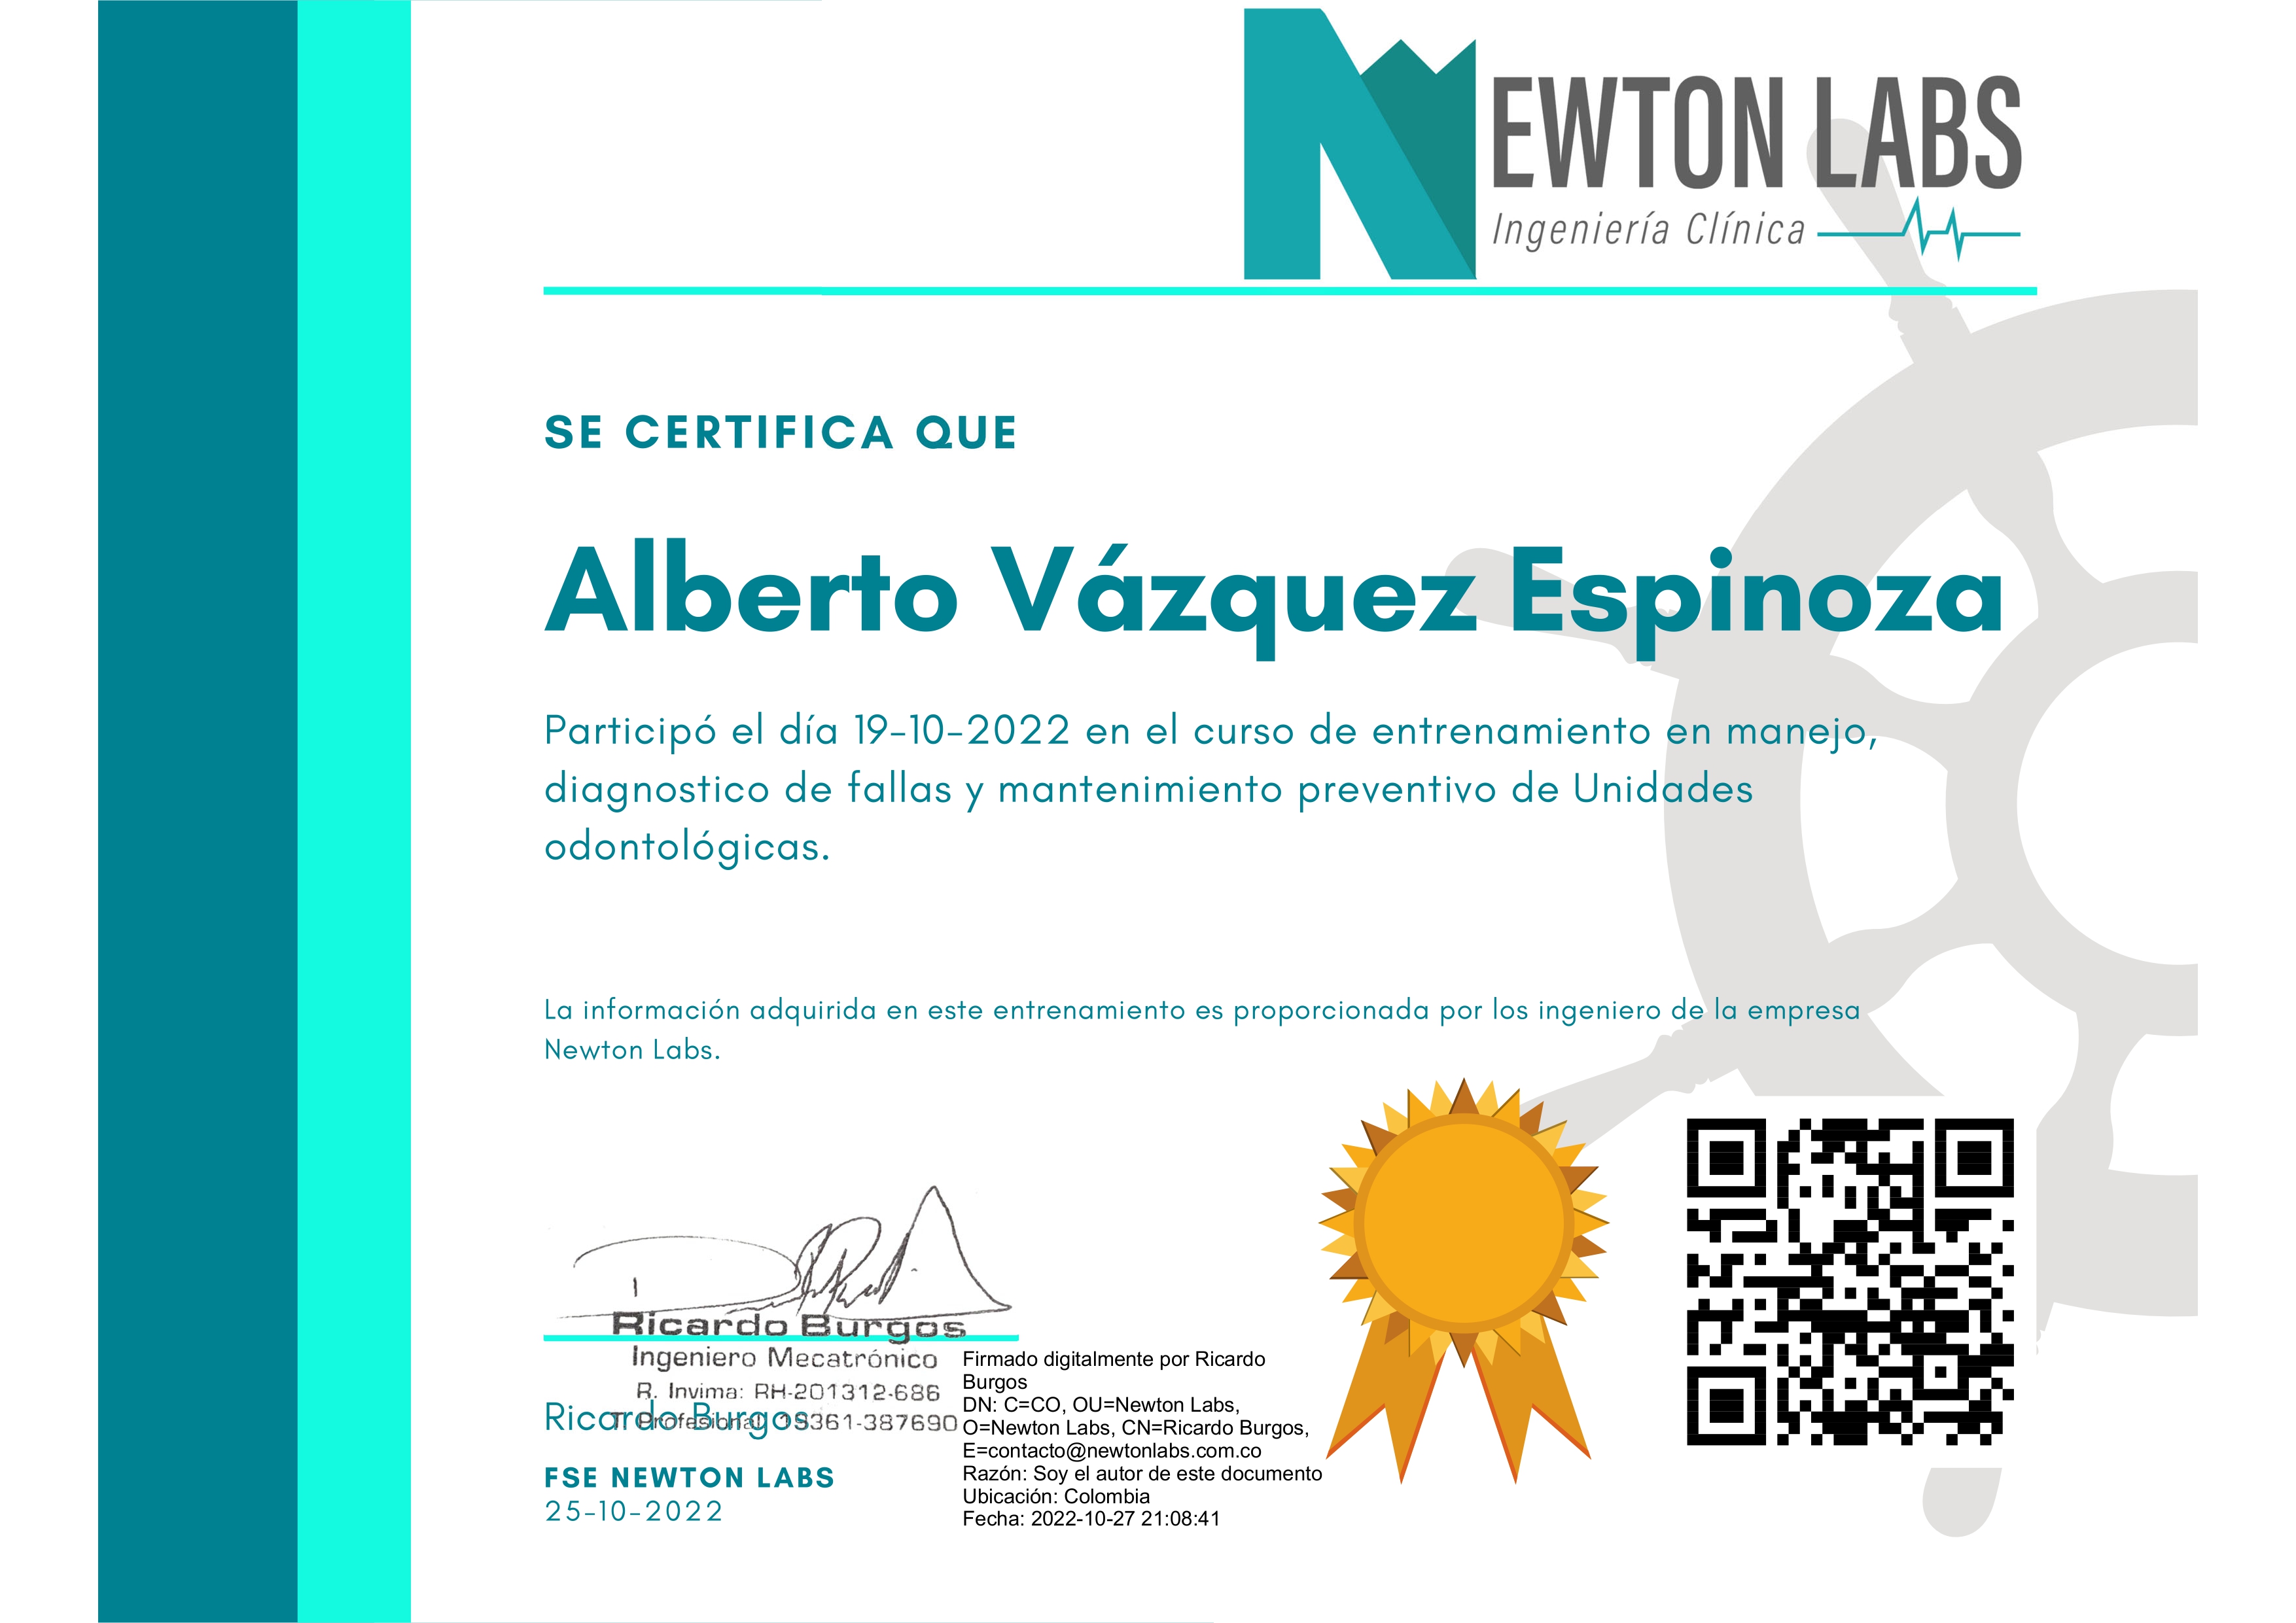 NEWTON LABS
Ingeniería Clínica
SE CERTIFICA QUE
Alberto Vázquez Espinoza
Participó el día 19-10-2022 en el curso de entrenamiento en manejo,
diagnostico de fallas y mantenimiento preventivo de Unidades
odontológicas.
La información adquirida en este entrenamiento es proporcionada por los ingeniero de la empresa
Newton Labs.
Ricardo Burgos
Ingeniero Mecatrónico
R. Invima: RH-201312-686
Profesional 361-387690
Ricardo Burgos
FSE NEWTON LABS
25-10-2022
Firmado digitalmente por Ricardo
Burgos
DN: C=CO, OU=Newton Labs,
O=Newton Labs, CN=Ricardo Burgos,
E=contacto@newtonlabs.com.co
Razón: Soy el autor de este documento
Ubicación: Colombia
Fecha: 2022-10-27 21:08:41